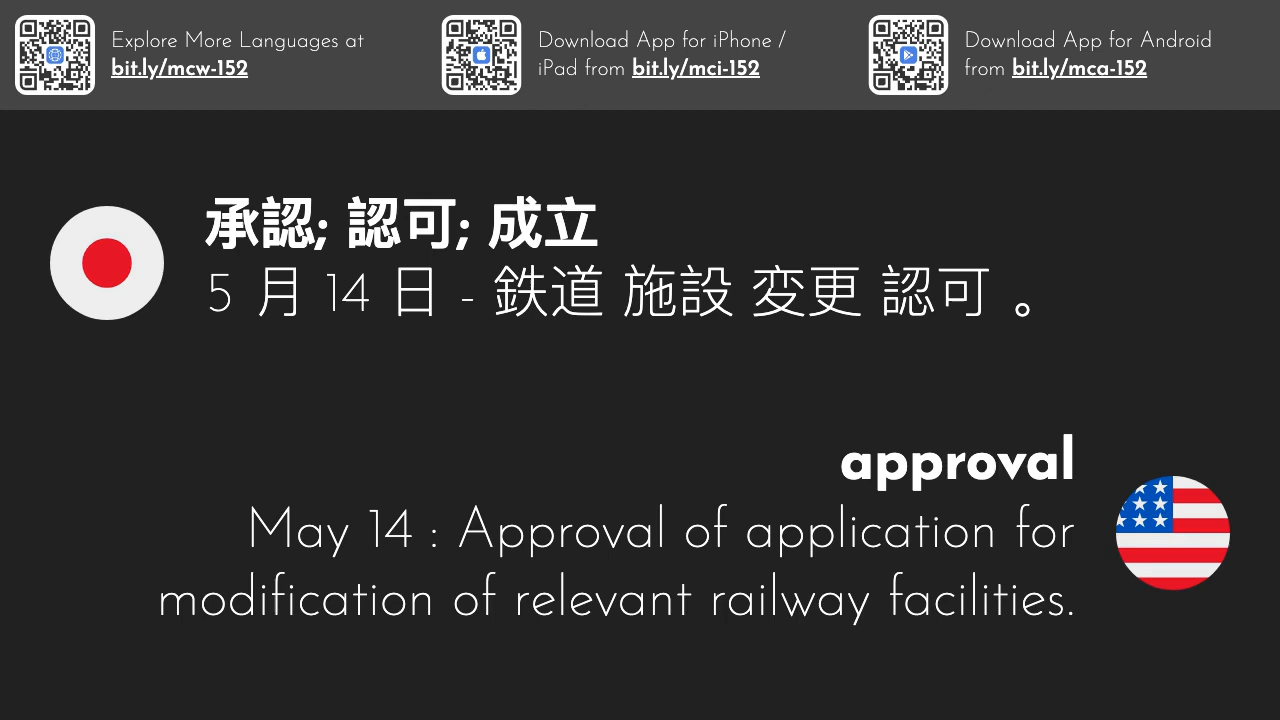 Explore More Languages at
bit.ly/mcw-152
Download App for iPhone /
iPad from bit.ly/mci-152
Download App for Android
from bit.ly/mca-152
承認; 認可; 成立
5 月 14 日 - 鉄道 施設 変更 認可 。
approval
May 14 : Approval of application for
modification of relevant railway facilities.